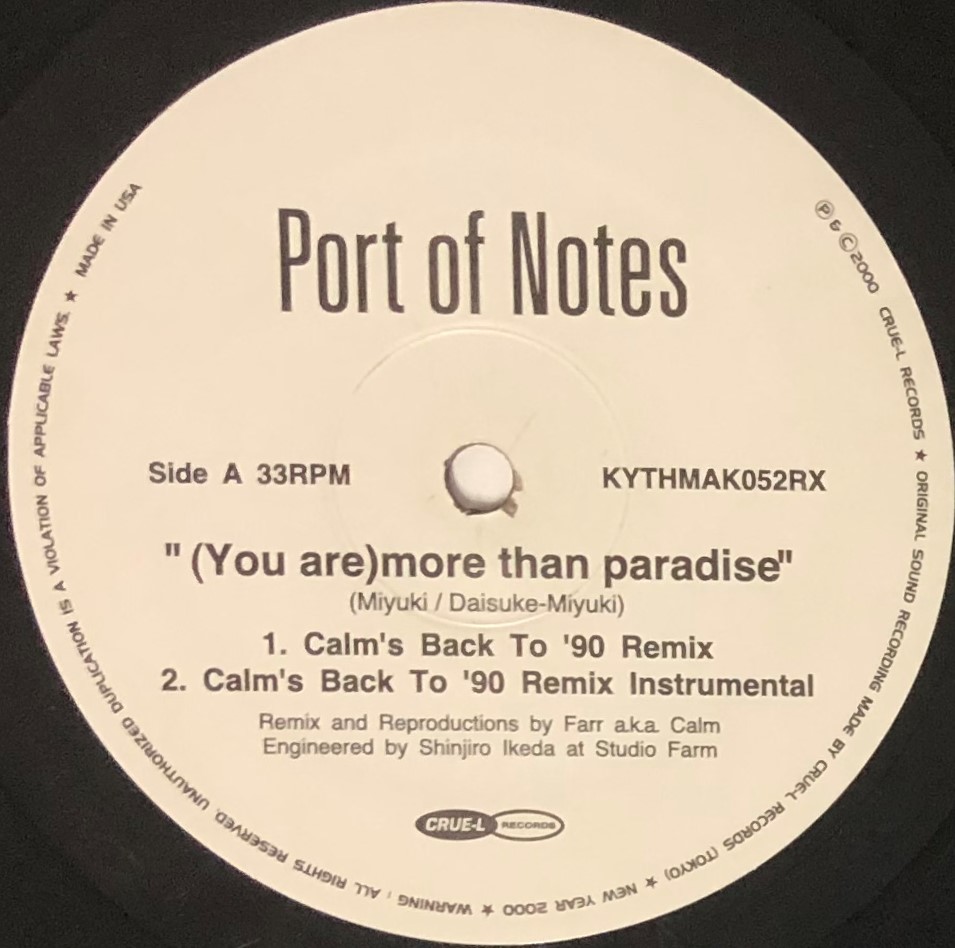 Port of Notes
Side A 33RPM
KYTHMAK052RX
"(You are)more than paradise"
(Miyuki / Daisuke-Miyuki)
1. Calm's Back To '90 Remix
2. Calm's Back To '90 Remix Instrumental
Remix and Reproductions by Farr a.k.a. Calm
Engineered by Shinjiro Ikeda at Studio Farm
CRUE-L RECORDS
Ⓟ & Ⓒ2000 CRUE-L RECORDS ★ ORIGINAL SOUND RECORDING MADE BY CRUE-L RECORDS (TOKYO) ★ NEW YEAR 2000 ★ WARNING ; ALL RIGHTS RESERVED. UNAUTHORIZED DUPLICATION IS A VIOLATION OF APPLICABLE LAWS. ★ MADE IN USA